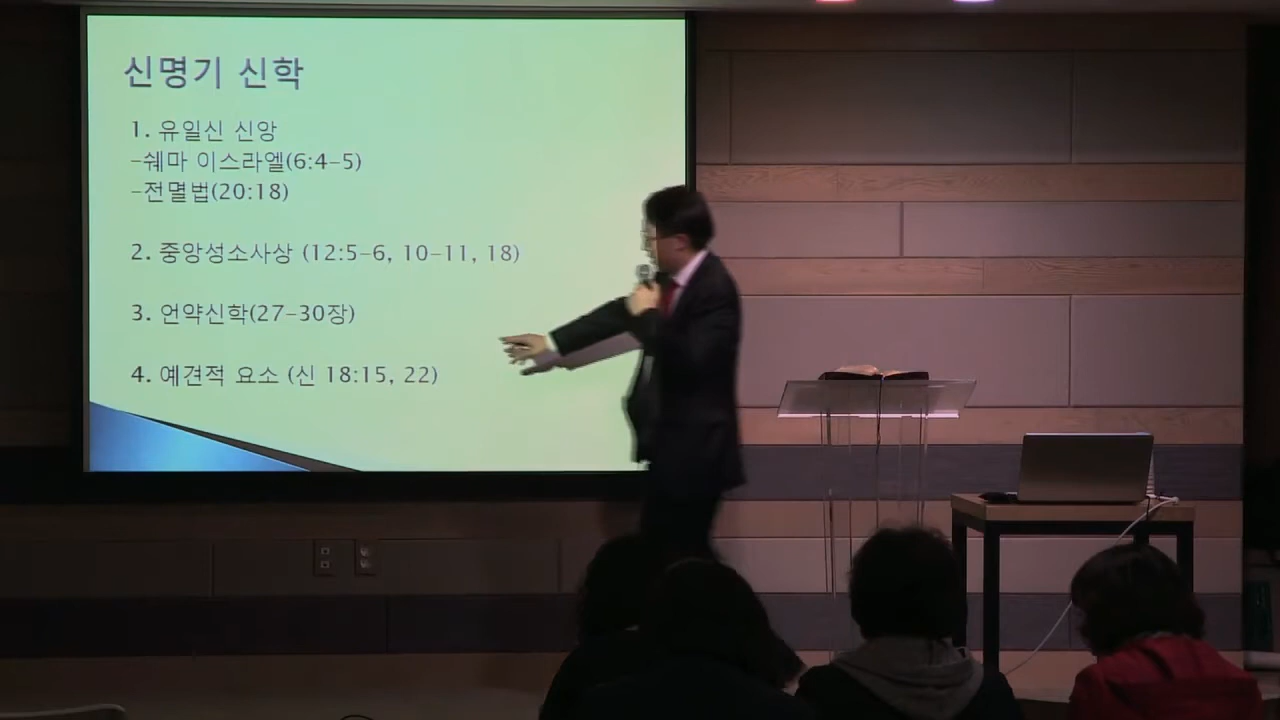 신명기 신학
1. 유일신 신앙
-쉐마 이스라엘(6:4-5)
-전멸법(20:18)
2. 중앙성소사상 (12:5-6, 10-11, 18)
3. 언약신학(27-30장)
4. 예견적 요소 (신 18:15, 22)